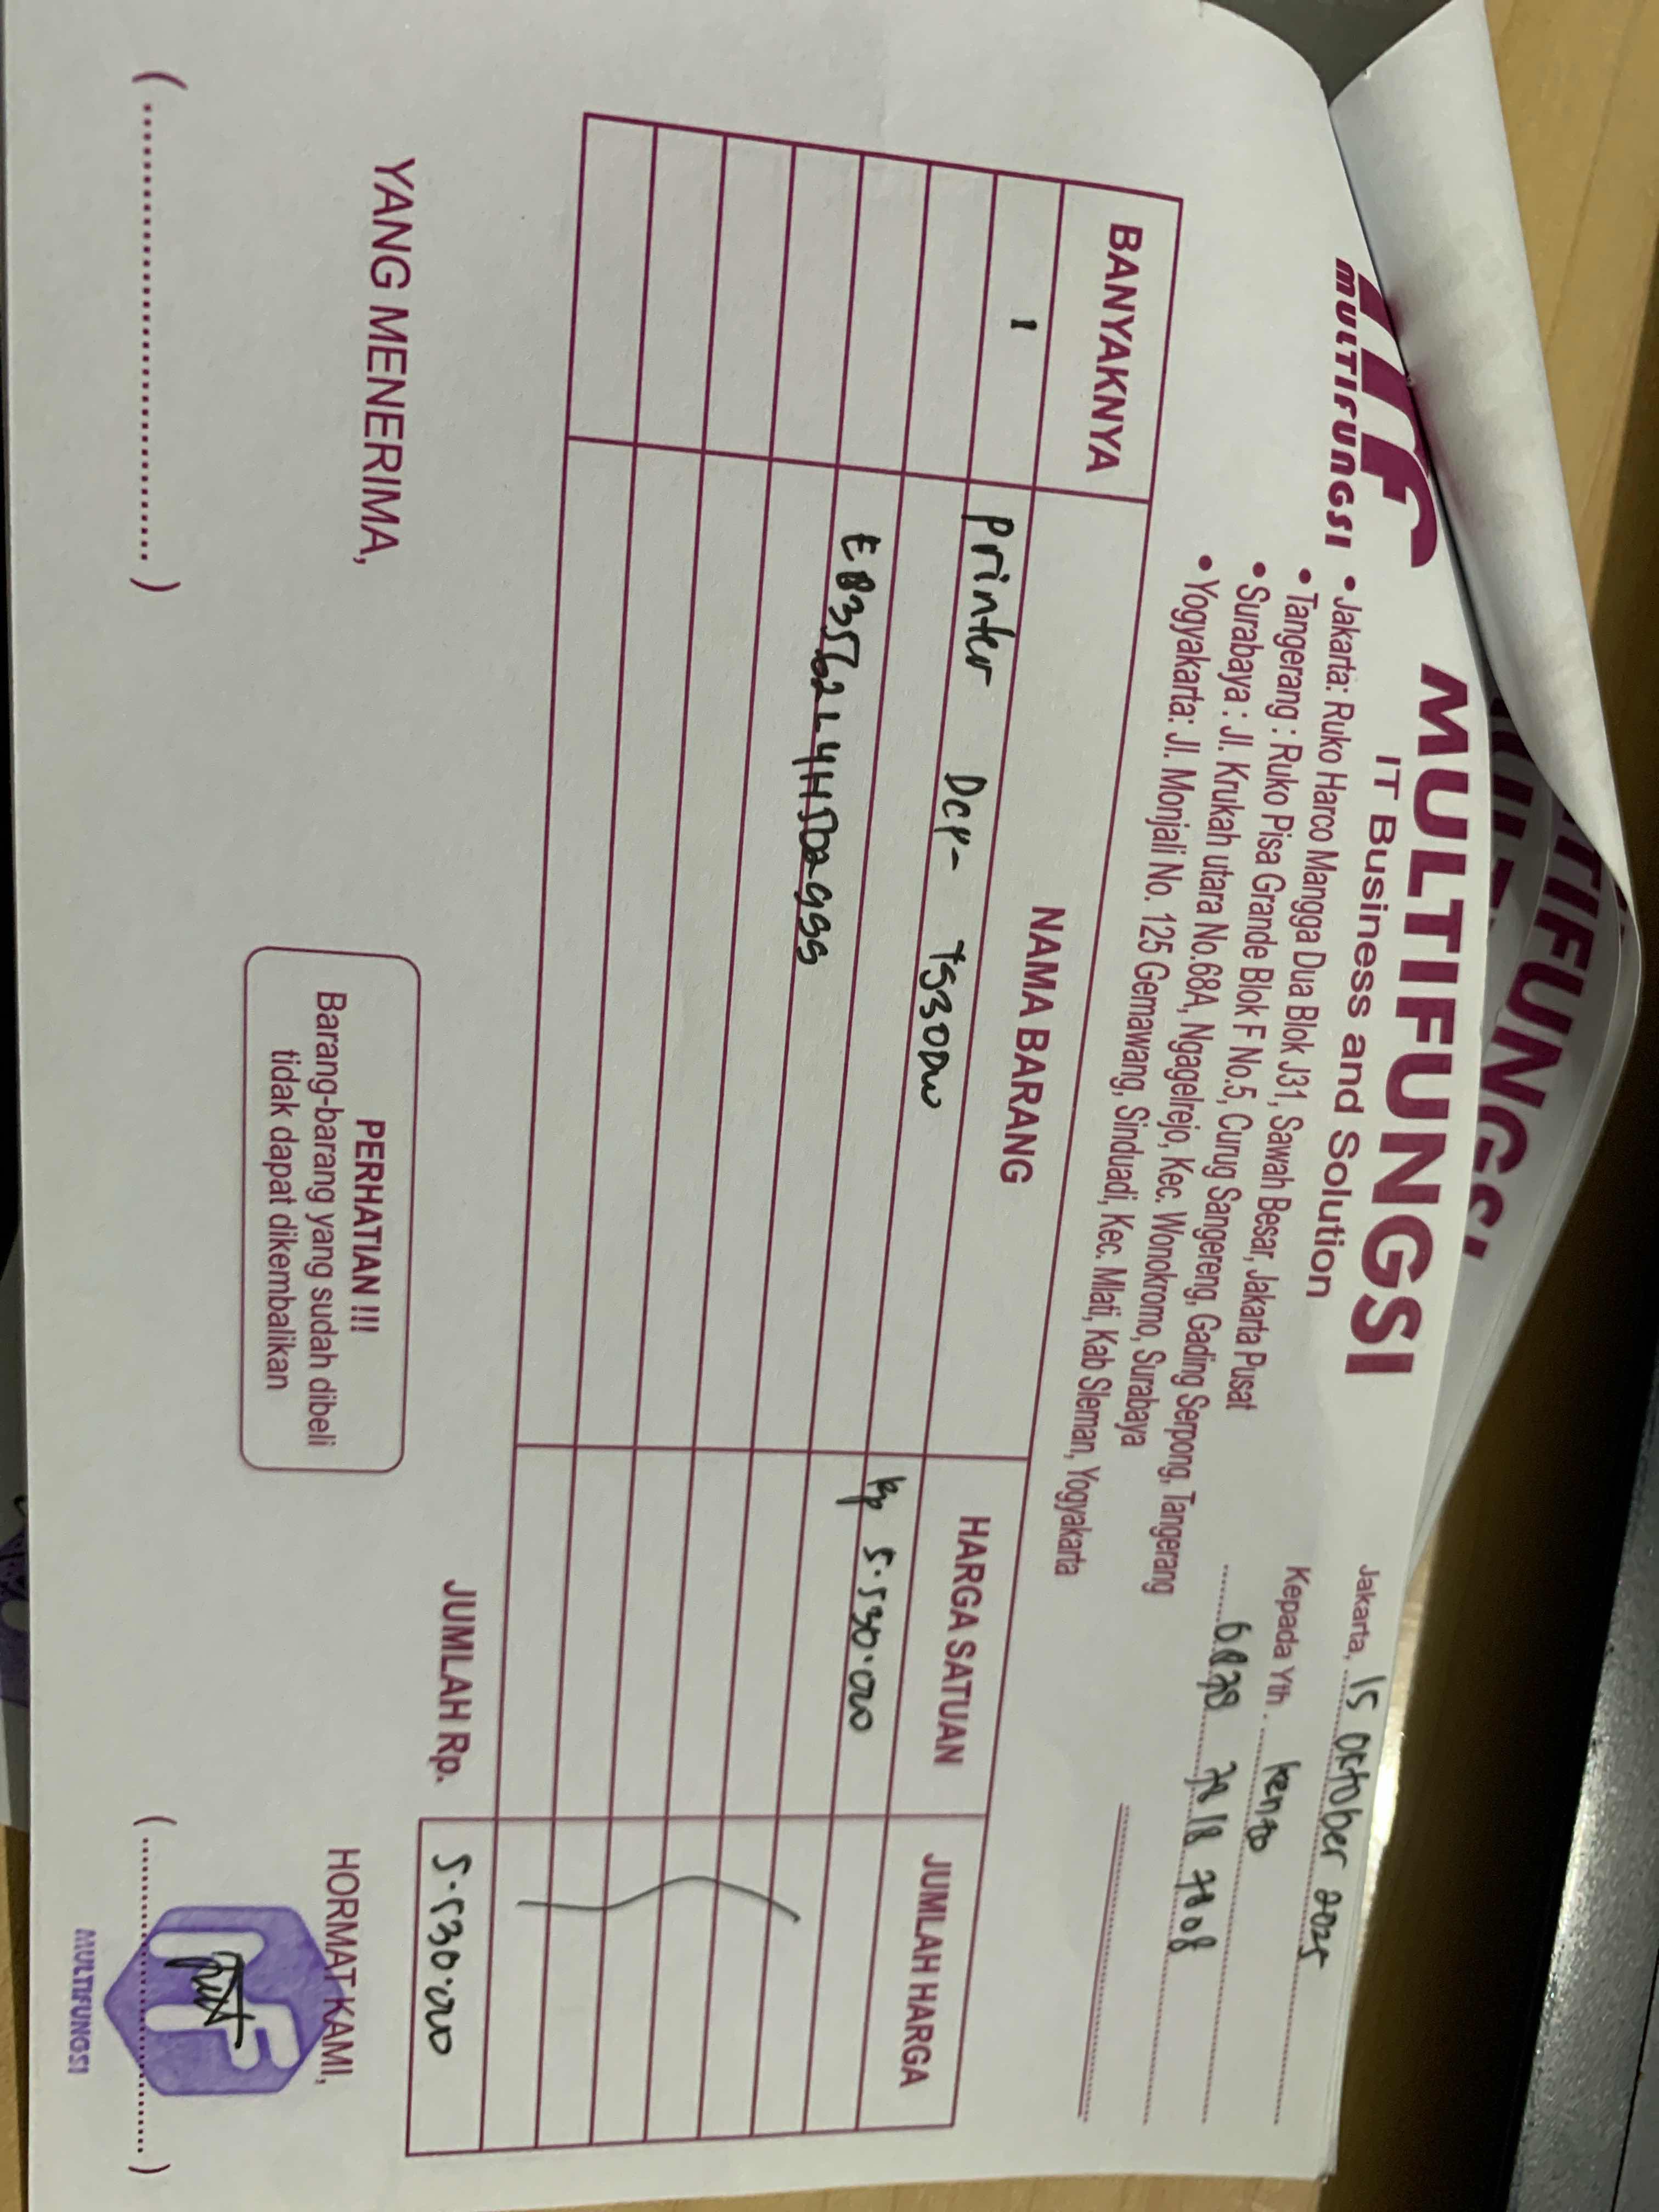 MULTIFUNGSI
IT Business and Solution
MULTIFUNGSI
• Jakarta: Ruko Harco Mangga Dua Blok J31, Sawah Besar, Jakarta Pusat
• Tangerang : Ruko Pisa Grande Blok F No.5, Curug Sangereng, Gading Serpong, Tangerang
• Surabaya : Jl. Krukah utara No.68A, Ngagelrejo, Kec. Wonokromo, Surabaya
• Yogyakarta: Jl. Monjali No. 125 Gemawang, Sinduadi, Kec. Mlati, Kab Sleman, Yogyakarta
Jakarta, 15 Oktober 2025
Kepada Yth. Kento
7708
BANYAKNYA NAMA BARANG HARGA SATUAN JUMLAH HARGA
1 Printer DCP- T530DW Rp 5.530.000
JUMLAH Rp. 5.530.000
YANG MENERIMA,
PERHATIAN !!!
Barang-barang yang sudah dibeli
tidak dapat dikembalikan
HORMAT KAMI,
MULTIFUNGSI